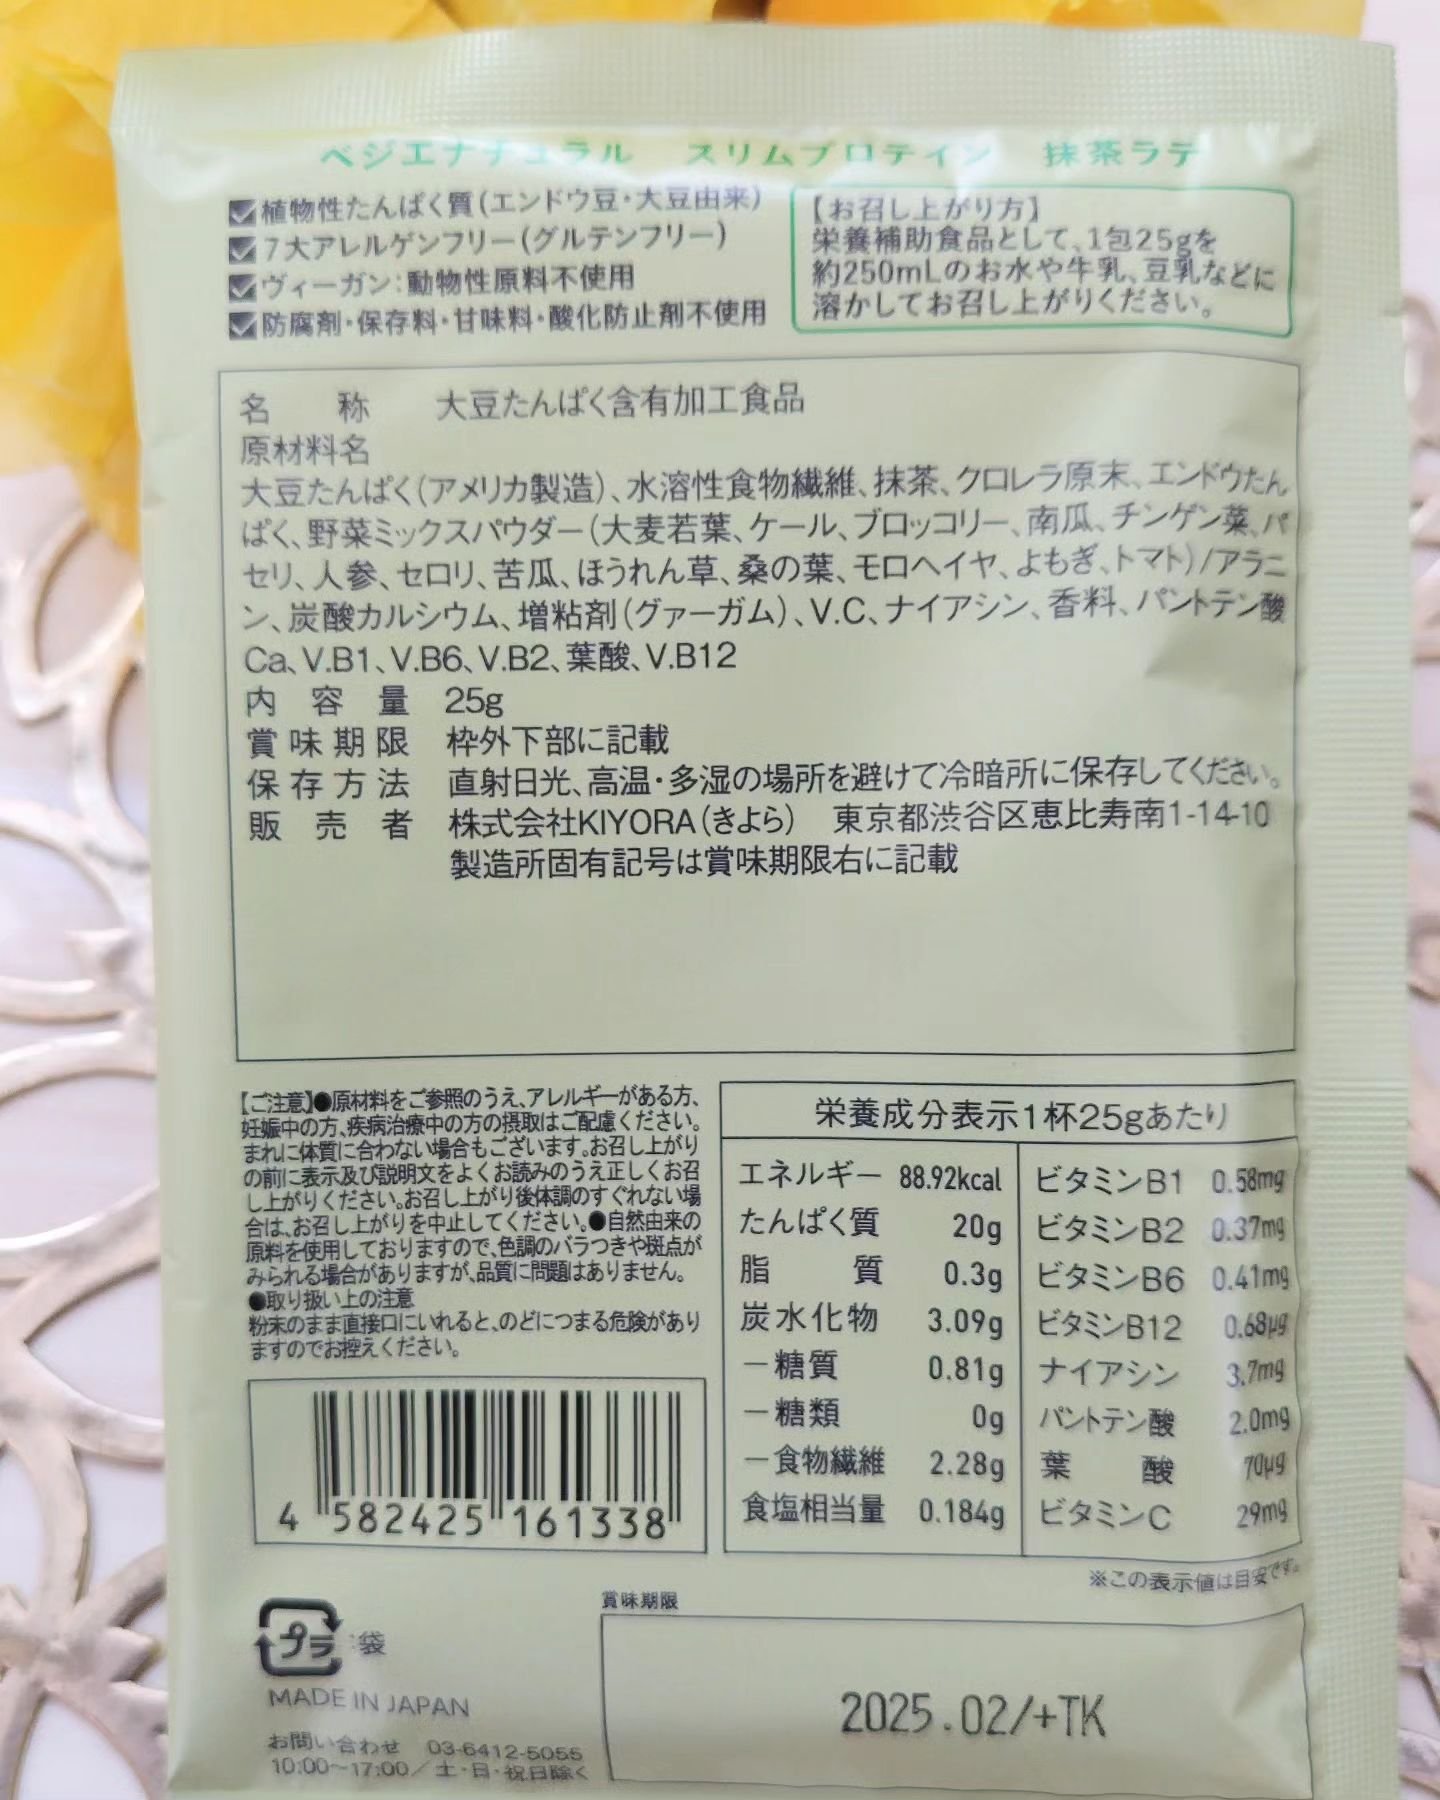 ベジエナチュラル スリムプロテイン 抹茶ラテ
植物性たんぱく質(エンドウ豆・大豆由来)
7大アレルゲンフリー(グルテンフリー)
ヴィーガン:動物性原料不使用
防腐剤・保存料・甘味料・酸化防止剤不使用
【お召し上がり方】
栄養補助食品として、1包25gを
約250mLのお水や牛乳、豆乳などに
溶かしてお召し上がりください。
名称 大豆たんぱく含有加工食品
原材料名
大豆たんぱく(アメリカ製造)、水溶性食物繊維、抹茶、クロレラ原末、エンドウたん
ぱく、野菜ミックスパウダー(大麦若葉、ケール、ブロッコリー、南瓜、チンゲン菜、パ
セリ、人参、セロリ、苦瓜、ほうれん草、桑の葉、モロヘイヤ、よもぎ、トマト)/アラニ
ン、炭酸カルシウム、増粘剤(グァーガム)、V.C、ナイアシン、香料、パントテン酸
Ca、V.B1、V.B6、V.B2、葉酸、V.B12
内容量 25g
賞味期限 枠外下部に記載
保存方法 直射日光、高温・多湿の場所を避けて冷暗所に保存してください。
販売者 株式会社KIYORA(きよら) 東京都渋谷区恵比寿南1-14-10
製造所固有記号は賞味期限右に記載
【ご注意】●原材料をご参照のうえ、アレルギーがある方、
妊娠中の方、疾病治療中の方の摂取はご配慮ください。
まれに体質に合わない場合もございます。お召し上がり
の前に表示及び説明文をよくお読みのうえ正しくお召
し上がりください。お召し上がり後体調のすぐれない場
合は、お召し上がりを中止してください。●自然由来の
原料を使用しておりますので、色調のバラつきや斑点が
みられる場合がありますが、品質に問題はありません。
●取り扱い上の注意
粉末のまま直接口にいれると、のどにつまる危険があり
ますのでお控えください。
栄養成分表示1杯25gあたり
エネルギー 88.92kcal ビタミンB1 0.58mg
たんぱく質 20g ビタミンB2 0.37mg
脂質 0.3g ビタミンB6 0.41mg
炭水化物 3.09g ビタミンB12 0.68μg
－糖質 0.81g ナイアシン 3.7mg
－糖類 0g パントテン酸 2.0mg
－食物繊維 2.28g 葉酸 70μg
食塩相当量 0.184g ビタミンC 29mg
※この表示値は目安です。
4 582425 161338
プラ :袋
MADE IN JAPAN
お問い合わせ 03-6412-5055
10:00～17:00/土・日・祝日除く
賞味期限
2025.02/+TK